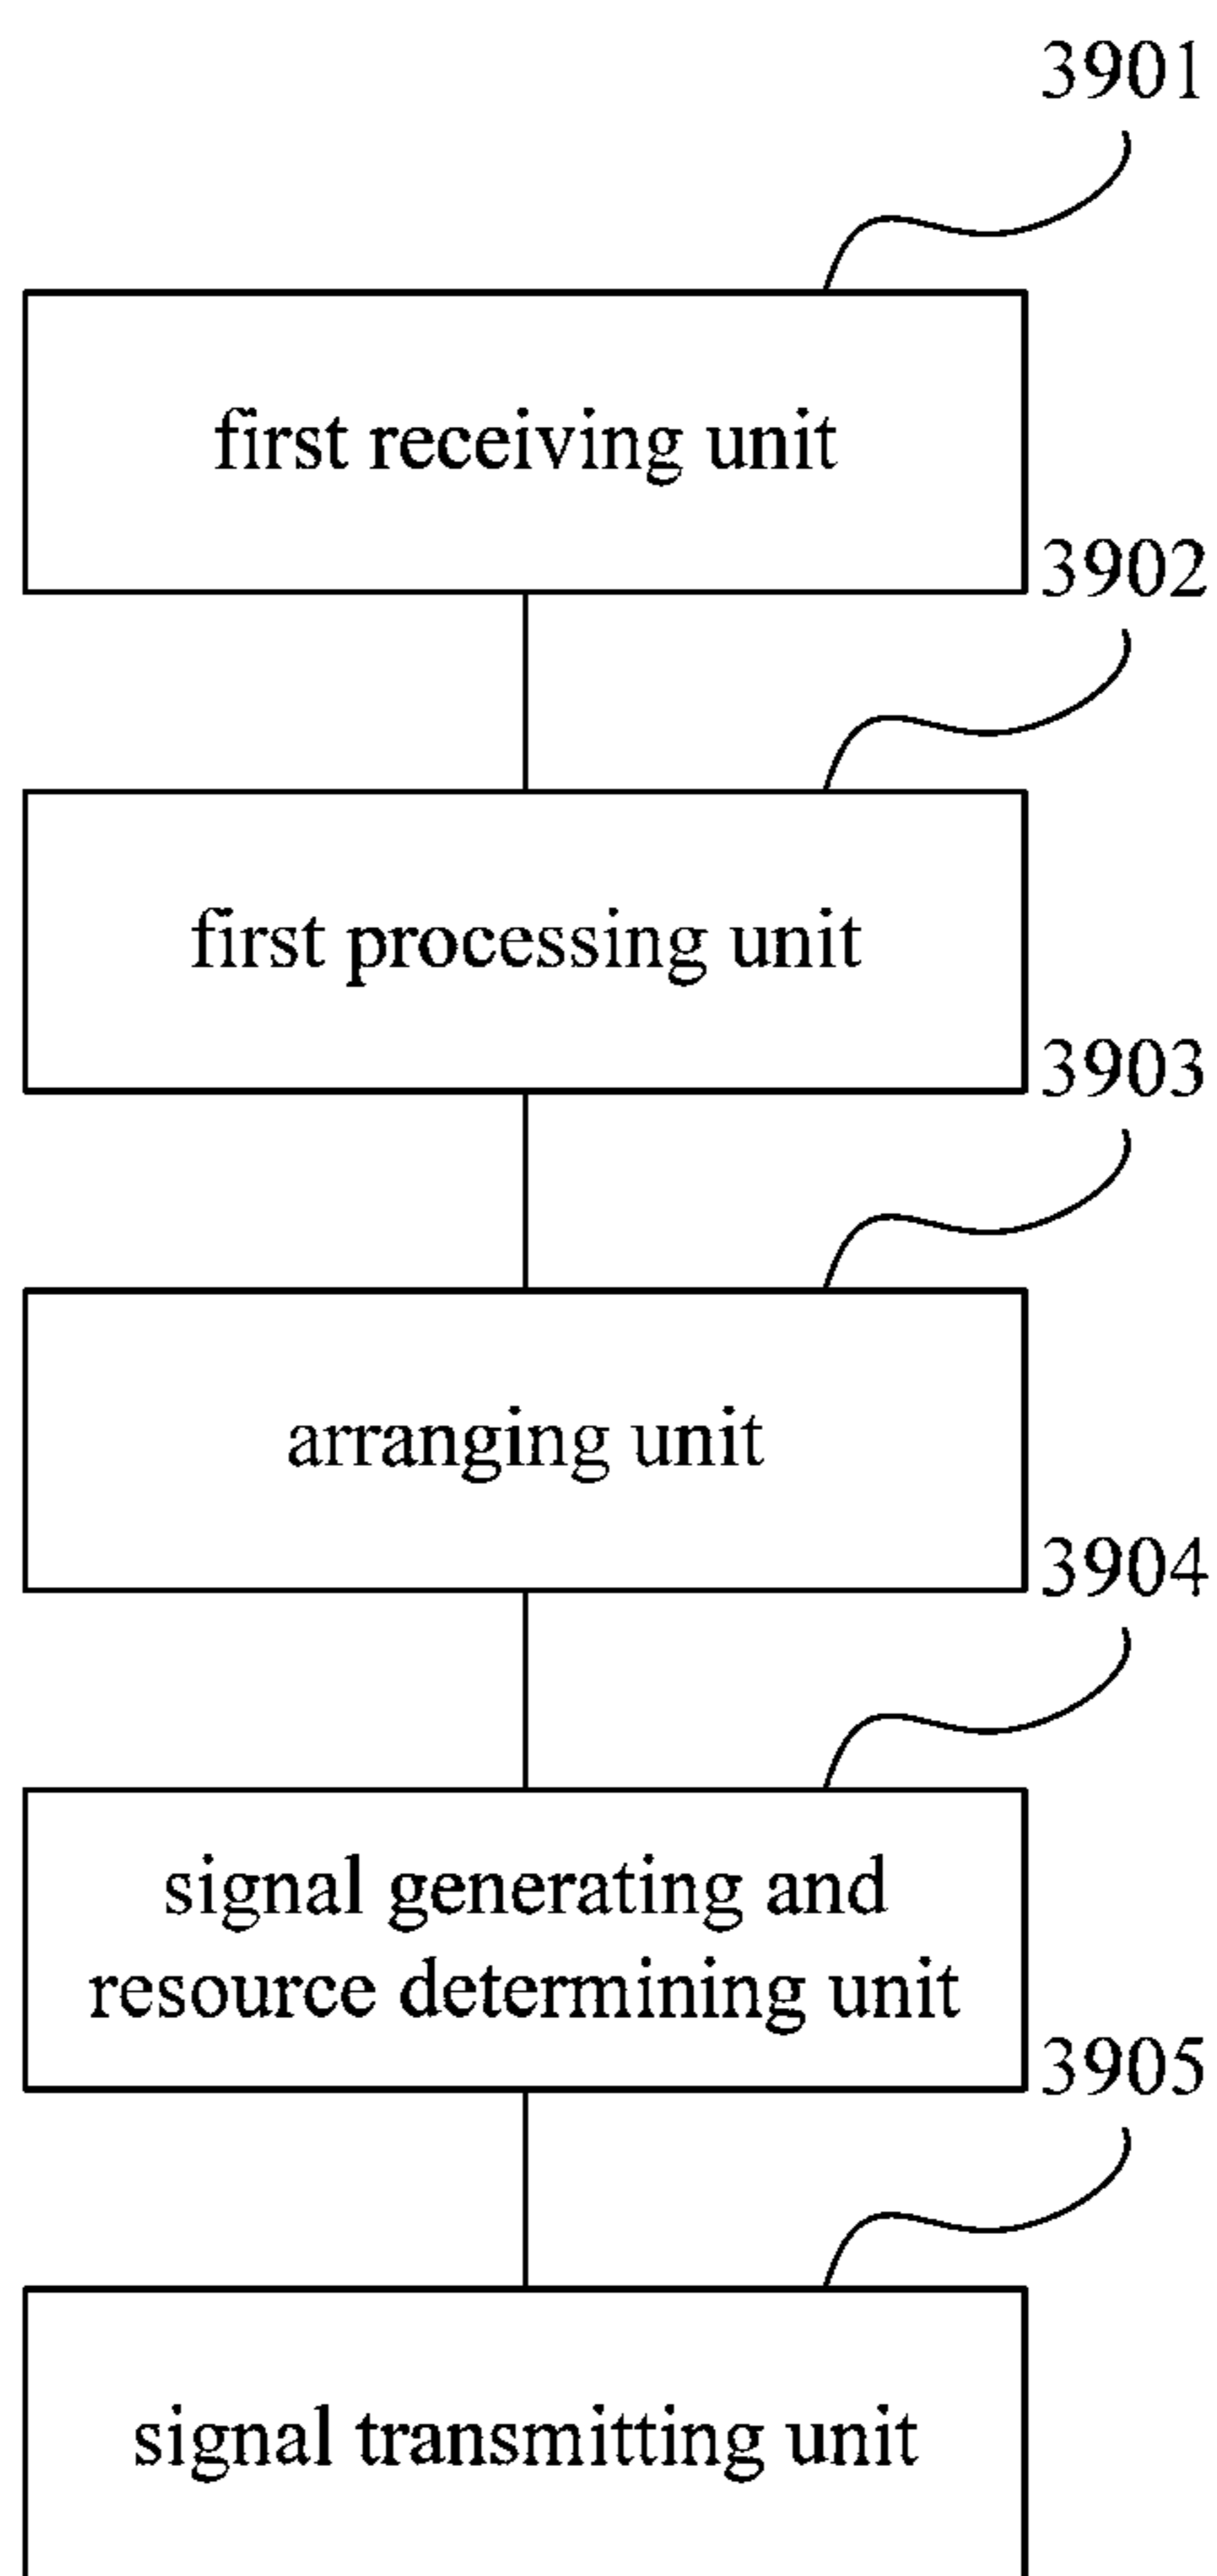 3901
first receiving unit
3902
first processing unit
3903
arranging unit
3904
signal generating and
resource determining unit
3905
signal transmitting unit